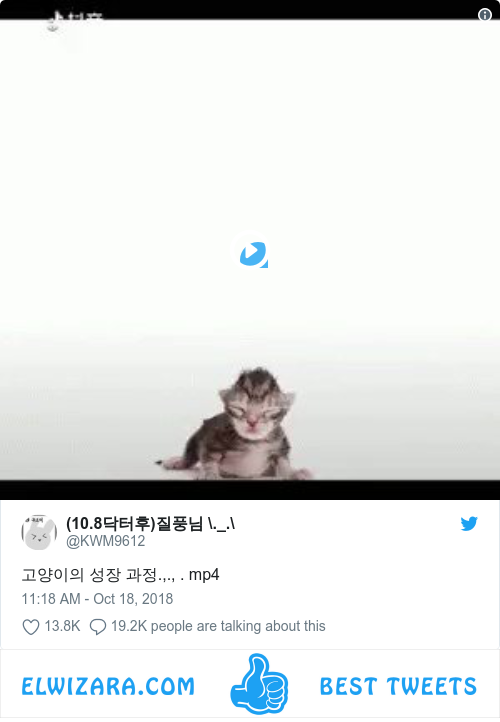 (10.8닥터후)질풍님 \._.\
@KWM9612
고양이의 성장 과정.,., . mp4
11:18 AM - Oct 18, 2018
13.8K 19.2K people are talking about this
ELWIZARA.COM BEST TWEETS